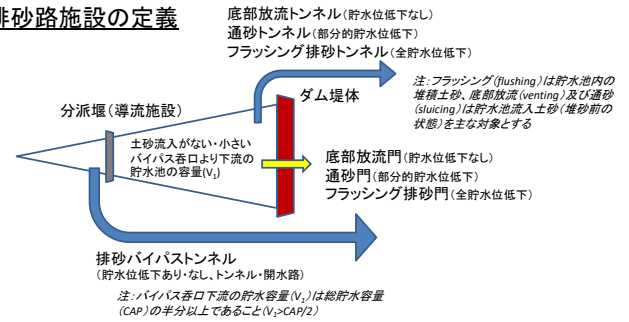 排砂路施設の定義
底部放流トンネル(貯水位低下なし)
通砂トンネル(部分的貯水位低下)
フラッシング排砂トンネル(全貯水位低下)
注:フラッシング(flushing)は貯水池内の
堆積土砂、底部放流(venting)及び通砂
(sluicing)は貯水池流入土砂(堆砂前の
状態)を主な対象とする
ダム堤体
分派堰(導流施設)
土砂流入がない・小さい
バイパス呑口より下流の
貯水池の容量(V₁)
底部放流門(貯水位低下なし)
通砂門(部分的貯水位低下)
フラッシング排砂門(全貯水位低下)
排砂バイパストンネル
(貯水位低下あり・なし、トンネル・開水路)
注:バイパス呑口下流の貯水容量(V₁)は総貯水容量
(CAP)の半分以上であること(V₁>CAP/2)